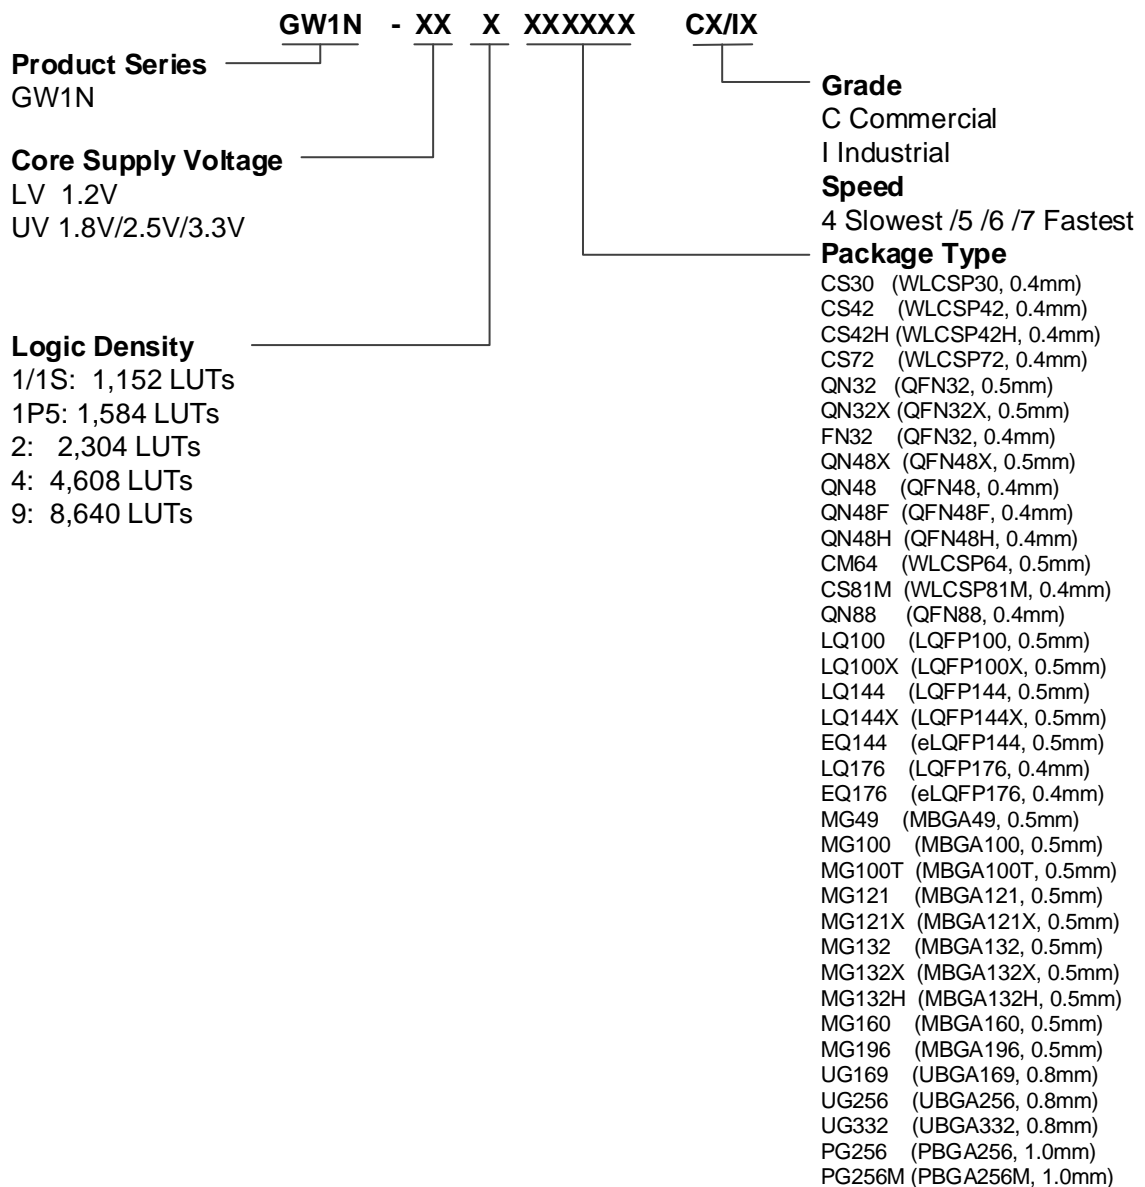 GW1N - XX X XXXXXX CX/IX
Product Series
GW1N
Core Supply Voltage
LV 1.2V
UV 1.8V/2.5V/3.3V
Logic Density
1/1S: 1,152 LUTs
1P5: 1,584 LUTs
2: 2,304 LUTs
4: 4,608 LUTs
9: 8,640 LUTs
Grade
C Commercial
I Industrial
Speed
4 Slowest /5 /6 /7 Fastest
Package Type
CS30 (WLCSP30, 0.4mm)
CS42 (WLCSP42, 0.4mm)
CS42H (WLCSP42H, 0.4mm)
CS72 (WLCSP72, 0.4mm)
QN32 (QFN32, 0.5mm)
QN32X (QFN32X, 0.5mm)
FN32 (QFN32, 0.4mm)
QN48X (QFN48X, 0.5mm)
QN48 (QFN48, 0.4mm)
QN48F (QFN48F, 0.4mm)
QN48H (QFN48H, 0.4mm)
CM64 (WLCSP64, 0.5mm)
CS81M (WLCSP81M, 0.4mm)
QN88 (QFN88, 0.4mm)
LQ100 (LQFP100, 0.5mm)
LQ100X (LQFP100X, 0.5mm)
LQ144 (LQFP144, 0.5mm)
LQ144X (LQFP144X, 0.5mm)
EQ144 (eLQFP144, 0.5mm)
LQ176 (LQFP176, 0.4mm)
EQ176 (eLQFP176, 0.4mm)
MG49 (MBGA49, 0.5mm)
MG100 (MBGA100, 0.5mm)
MG100T (MBGA100T, 0.5mm)
MG121 (MBGA121, 0.5mm)
MG121X (MBGA121X, 0.5mm)
MG132 (MBGA132, 0.5mm)
MG132X (MBGA132X, 0.5mm)
MG132H (MBGA132H, 0.5mm)
MG160 (MBGA160, 0.5mm)
MG196 (MBGA196, 0.5mm)
UG169 (UBGA169, 0.8mm)
UG256 (UBGA256, 0.8mm)
UG332 (UBGA332, 0.8mm)
PG256 (PBGA256, 1.0mm)
PG256M (PBGA256M, 1.0mm)